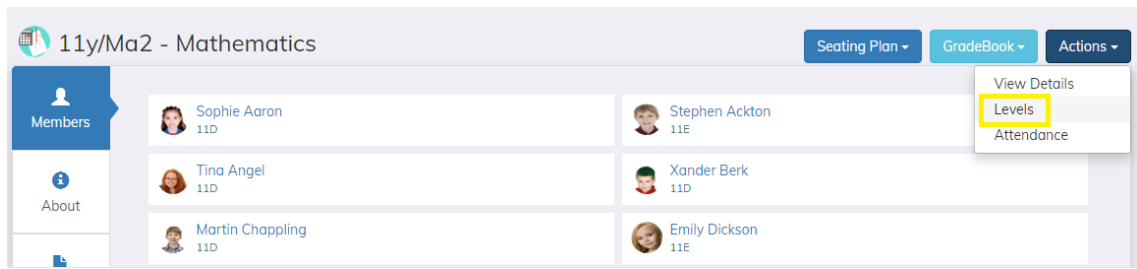 11y/Ma2 - Mathematics
Seating Plan
GradeBook
Actions
View Details
Levels
Attendance
Members
About
Sophie Aaron
11D
Stephen Ackton
11E
Tina Angel
11D
Xander Berk
11D
Martin Chappling
11D
Emily Dickson
11E